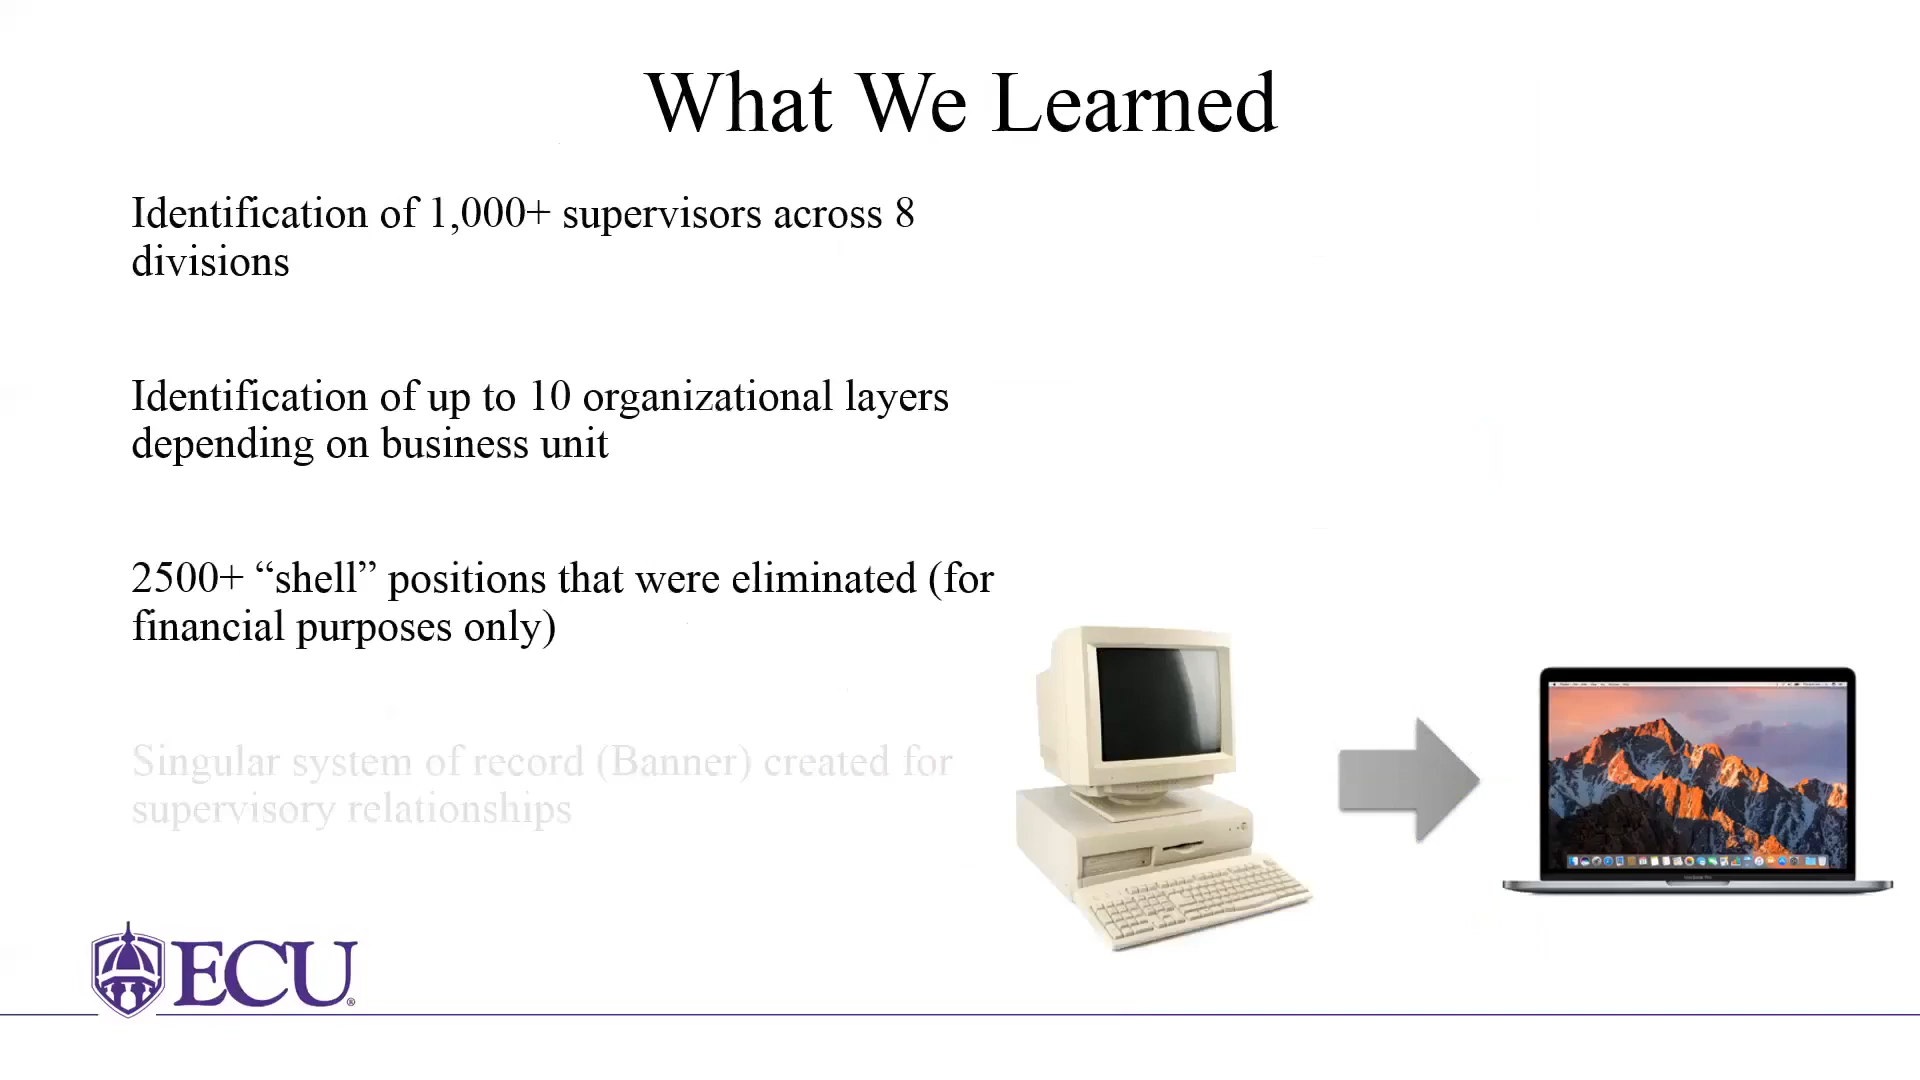 What We Learned
Identification of 1,000+ supervisors across 8
divisions
Identification of up to 10 organizational layers
depending on business unit
2500+ “shell” positions that were eliminated (for
financial purposes only)
Singular system of record (Banner) created for
supervisory relationships
ECU®